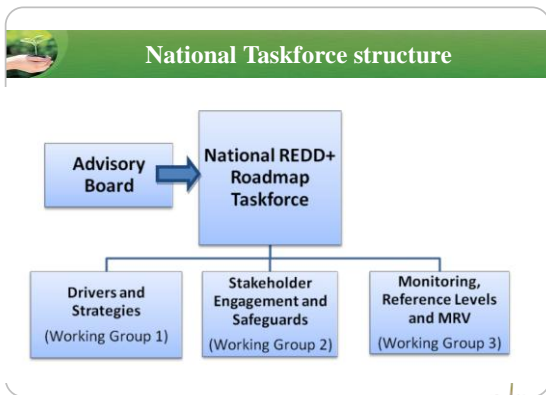 National Taskforce structure
Advisory
Board
National REDD+
Roadmap
Taskforce
Drivers and
Strategies
(Working Group 1)
Stakeholder
Engagement and
Safeguards
(Working Group 2)
Monitoring,
Reference Levels
and MRV
(Working Group 3)